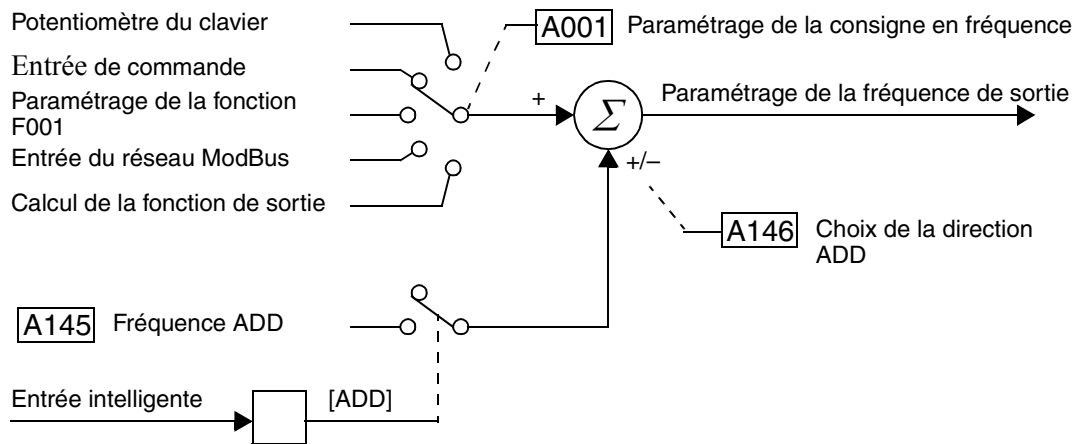 Potentiomètre du clavier
A001 Paramétrage de la consigne en fréquence
Entrée de commande
Paramétrage de la fonction
F001
+
Σ
Paramétrage de la fréquence de sortie
Entrée du réseau ModBus
+/–
Calcul de la fonction de sortie
A146 Choix de la direction
ADD
A145 Fréquence ADD
Entrée intelligente
[ADD]